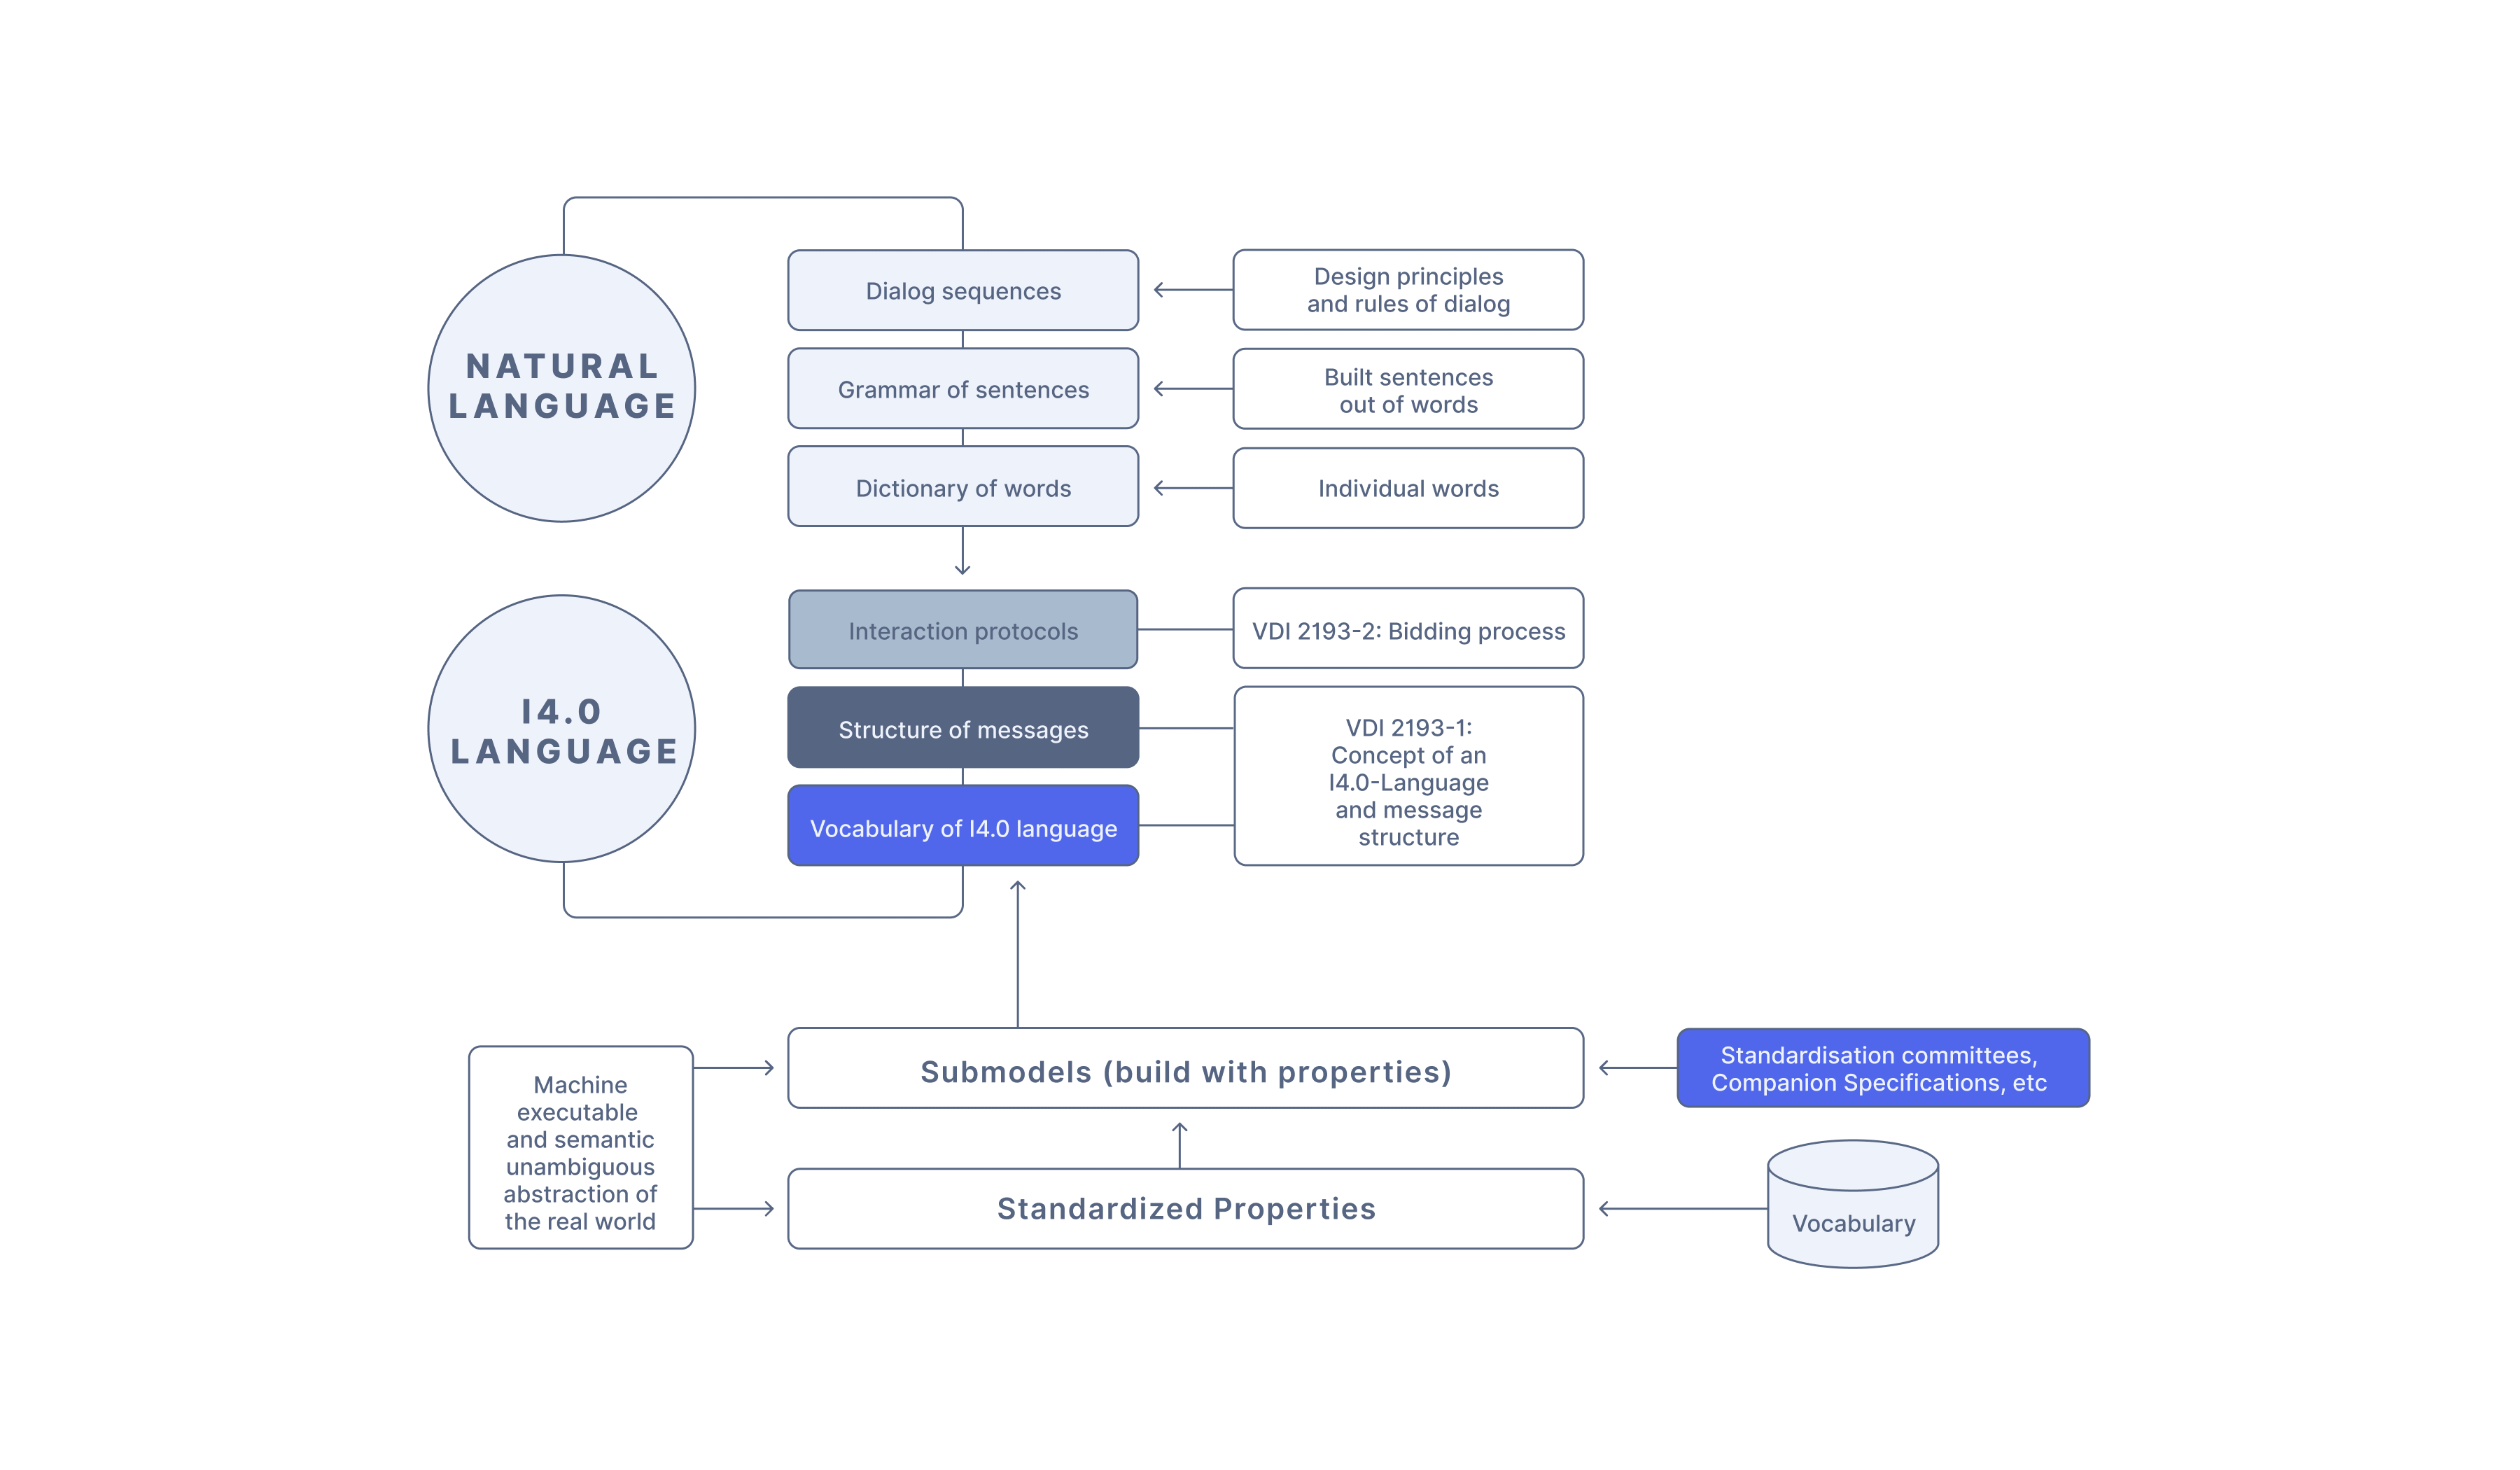 NATURAL
LANGUAGE
Dialog sequences
Design principles
and rules of dialog
Grammar of sentences
Built sentences
out of words
Dictionary of words
Individual words
I4.0
LANGUAGE
Interaction protocols
VDI 2193-2: Bidding process
Structure of messages
Vocabulary of I4.0 language
VDI 2193-1:
Concept of an
I4.0-Language
and message
structure
Machine
executable
and semantic
unambiguous
abstraction of
the real world
Submodels (build with properties)
Standardisation committees,
Companion Specifications, etc
Standardized Properties
Vocabulary